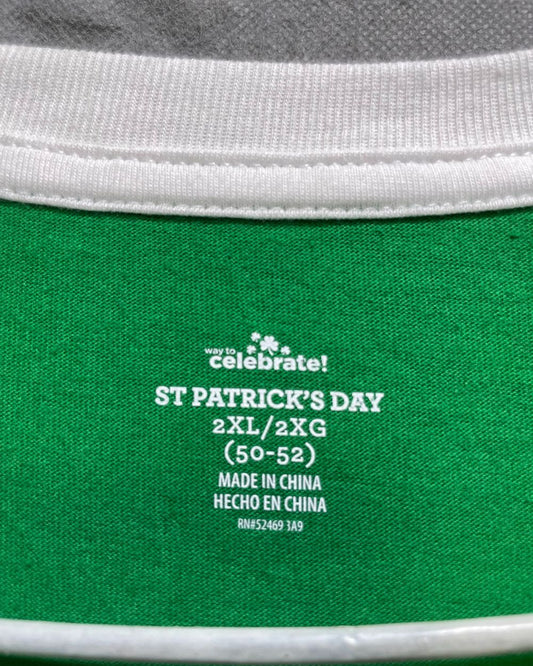 way to
celebrate!
ST PATRICK'S DAY
2XL/2XG
(50-52)
MADE IN CHINA
HECHO EN CHINA
RN#52469 3A9